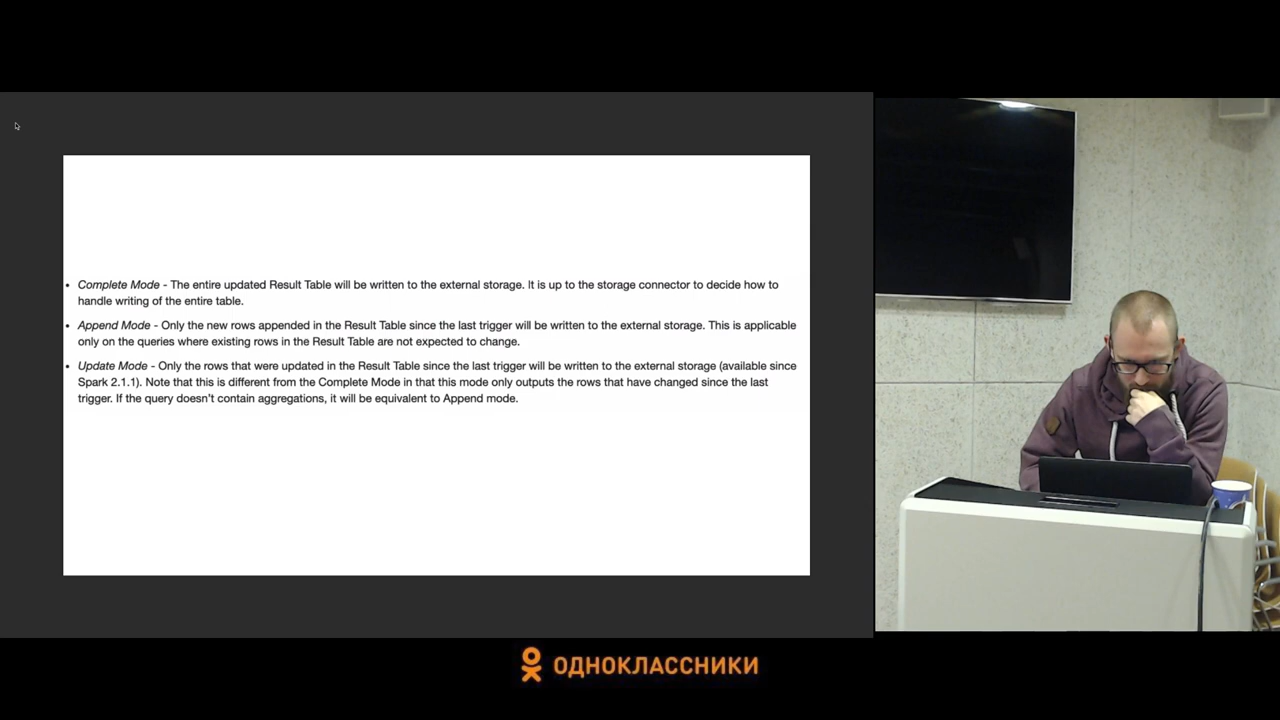 • Complete Mode - The entire updated Result Table will be written to the external storage. It is up to the storage connector to decide how to
handle writing of the entire table.
• Append Mode - Only the new rows appended in the Result Table since the last trigger will be written to the external storage. This is applicable
only on the queries where existing rows in the Result Table are not expected to change.
• Update Mode - Only the rows that were updated in the Result Table since the last trigger will be written to the external storage (available since
Spark 2.1.1). Note that this is different from the Complete Mode in that this mode only outputs the rows that have changed since the last
trigger. If the query doesn't contain aggregations, it will be equivalent to Append mode.
ОДНОКЛАССНИКИ